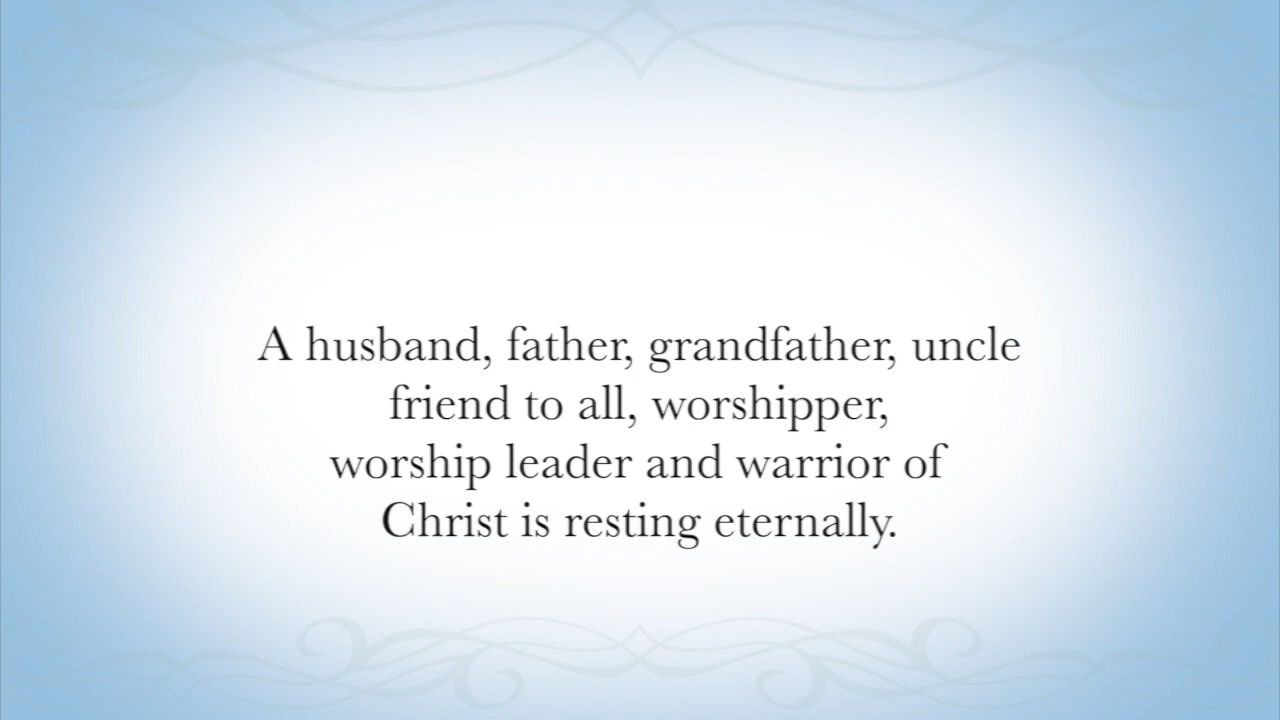 A husband, father, grandfather, uncle
friend to all, worshipper,
worship leader and warrior of
Christ is resting eternally.